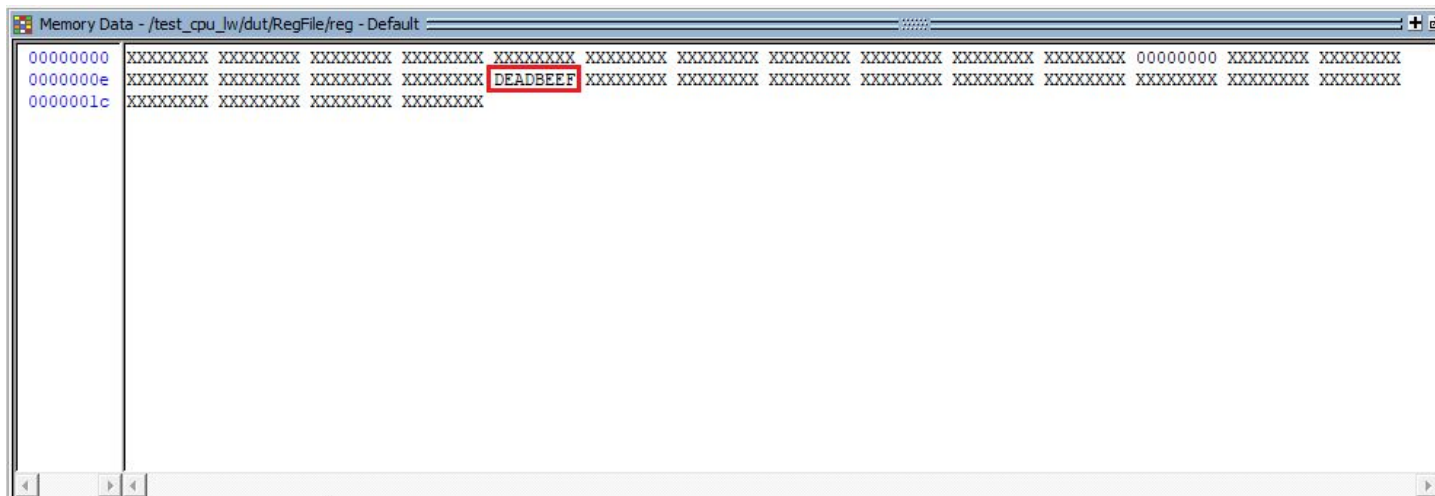 Memory Data - /test_cpu_lw/dut/RegFile/reg - Default
00000000 XXXXXXXX XXXXXXXX XXXXXXXX XXXXXXXX XXXXXXXX XXXXXXXX XXXXXXXX XXXXXXXX XXXXXXXX XXXXXXXX XXXXXXXX 00000000 XXXXXXXX XXXXXXXX
0000000e XXXXXXXX XXXXXXXX XXXXXXXX XXXXXXXX DEADBEEF XXXXXXXX XXXXXXXX XXXXXXXX XXXXXXXX XXXXXXXX XXXXXXXX XXXXXXXX XXXXXXXX XXXXXXXX
0000001c XXXXXXXX XXXXXXXX XXXXXXXX XXXXXXXX